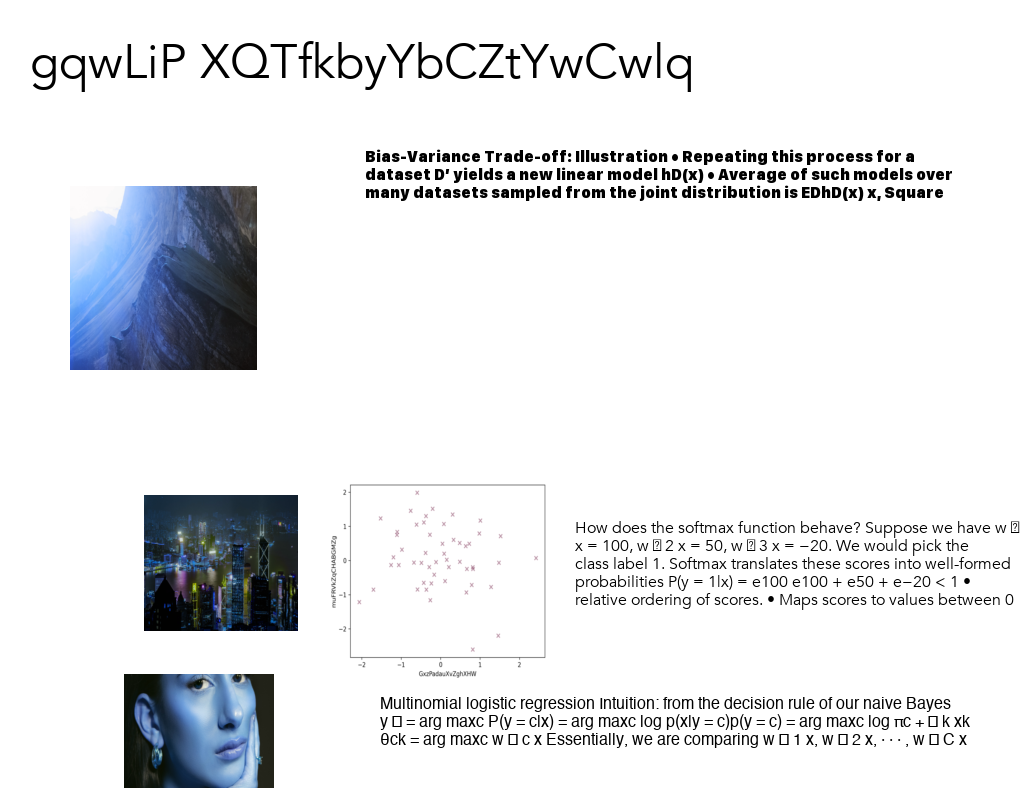 gqwLiP XQTfkbyYbCZtYwCwlq
Bias-Variance Trade-off: Illustration • Repeating this process for a
dataset D′ yields a new linear model hD(x) • Average of such models over
many datasets sampled from the joint distribution is EDhD(x) x, Square
2
1
0
−1
−2
−2 −1 0 1 2
muFRVkZqCHABGMZg
GxzPadauXvZghXHW
How does the softmax function behave? Suppose we have w
x = 100, w 2 x = 50, w 3 x = −20. We would pick the
class label 1. Softmax translates these scores into well-formed
probabilities P(y = 1|x) = e100 e100 + e50 + e−20 < 1 •
relative ordering of scores. • Maps scores to values between 0
Multinomial logistic regression Intuition: from the decision rule of our naive Bayes
y = arg maxc P(y = c|x) = arg maxc log p(x|y = c)p(y = c) = arg maxc log πc + k xk
θck = arg maxc w c x Essentially, we are comparing w 1 x, w 2 x, · · · , w C x